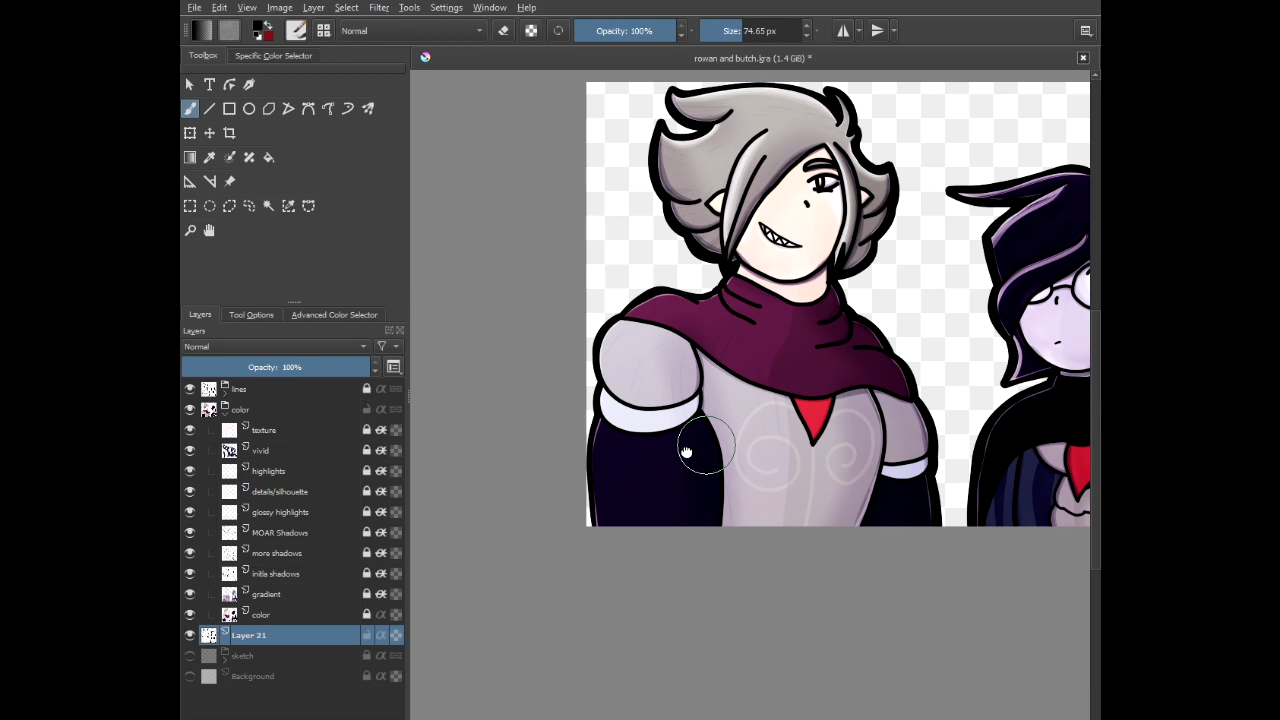 File Edit View Image Layer Select Filter Tools Settings Window Help
Normal Opacity: 100% Size: 74.65 px
Toolbox Specific Color Selector
rowan and butch.kra (1.4 GiB) *
Layers Tool Options Advanced Color Selector
Layers
Normal
Opacity: 100%
lines
color
texture
vivid
highlights
details/silhouette
glossy highlights
MOAR Shadows
more shadows
initla shadows
gradient
color
Layer 21
sketch
Background